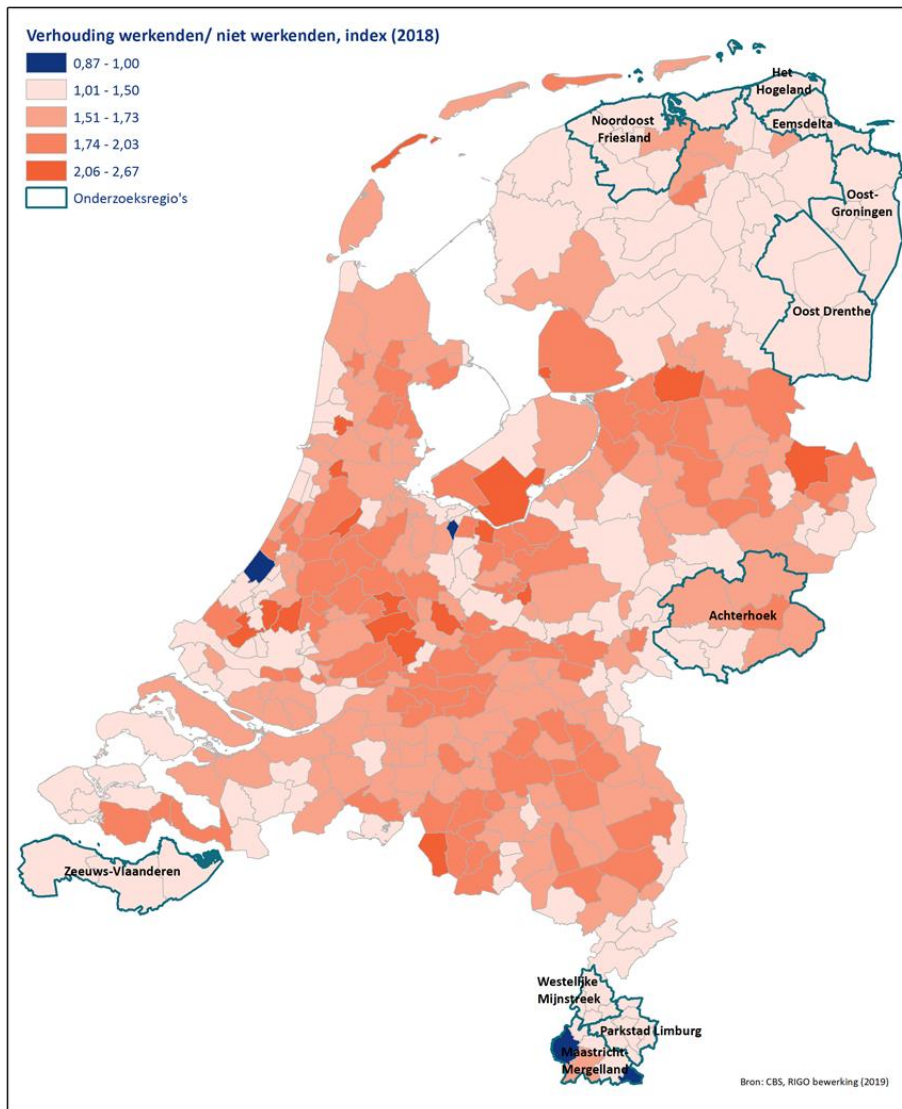 Verhouding werkenden/ niet werkenden, index (2018)
0,87 - 1,00
1,01 - 1,50
1,51 - 1,73
1,74 - 2,03
2,06 - 2,67
Onderzoeksregio's
Het
Hogeland
Noordoost
Friesland
Eemsdelta
Oost-
Groningen
Oost Drenthe
Achterhoek
Zeeuws-Vlaanderen
Westelijke
Mijnstreek
Parkstad Limburg
Maastricht-
Mergelland
Bron: CBS, RIGO bewerking (2019)